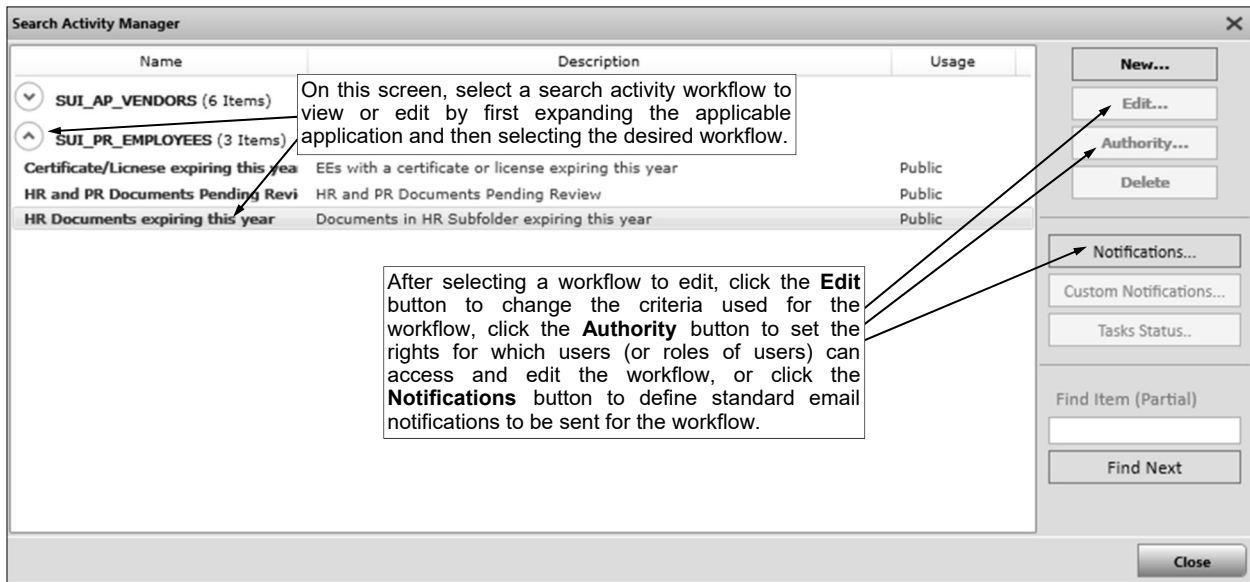 Search Activity Manager
Name Description Usage
SUI_AP_VENDORS (6 Items)
SUI_PR_EMPLOYEES (3 Items)
Certificate/Licnese expiring this yea EEs with a certificate or license expiring this year Public
HR and PR Documents Pending Revi HR and PR Documents Pending Review Public
HR Documents expiring this year Documents in HR Subfolder expiring this year Public
On this screen, select a search activity workflow to
view or edit by first expanding the applicable
application and then selecting the desired workflow.
After selecting a workflow to edit, click the Edit
button to change the criteria used for the
workflow, click the Authority button to set the
rights for which users (or roles of users) can
access and edit the workflow, or click the
Notifications button to define standard email
notifications to be sent for the workflow.
New...
Edit...
Authority...
Delete
Notifications...
Custom Notifications...
Tasks Status..
Find Item (Partial)
Find Next
Close